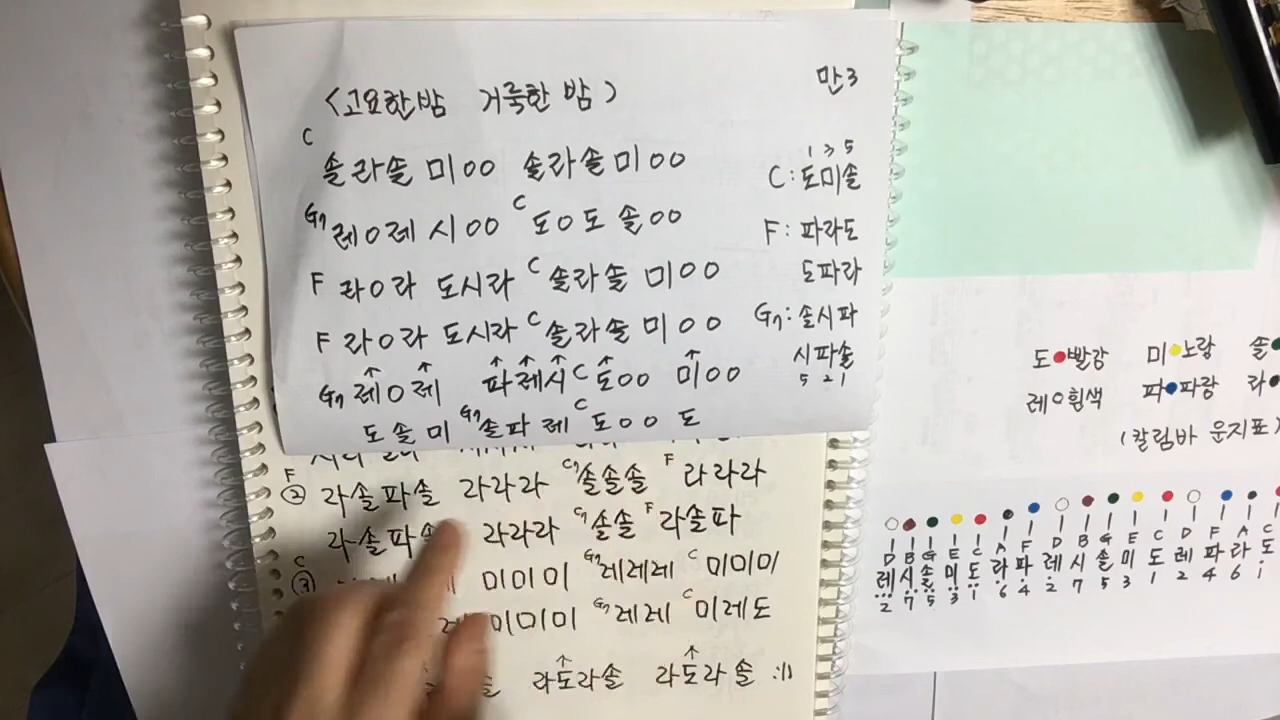 <고요한밤 거룩한 밤> 만3
C
솔라솔 미00 솔라솔 미00
G7 레0레 시00 C 도0도 솔00
F 라0라 도시라 C 솔라솔 미00
F 라0라 도시라 C 솔라솔 미00
↑ ↑ ↑ ↑ ↑ ↑ ↑
G7 레0레 파레시 C 도00 미00
도솔미 G7 솔파레 C 도00 도
1 3 5
C: 도미솔
F: 파라도
도파라
G7: 솔시파
시파솔
5 2 1
F
② 라솔파솔 라라라 C 솔솔솔 F 라라라
라솔파솔 라라라 C 솔솔 F 라솔파
C
③ 미미미 G7 레레레 C 미미미
레 미미미 G7 레레 C 미레도
↑ ↑
솔 라도라솔 라도라솔 :||
도 빨강 미 노랑 솔
레 흰색 파 파랑 라
(칼림바 운지표)
D B G E C A F D B G E C D F A C
레 시 솔 미 도 라 파 레 시 솔 미 도 레 파 라 도
2 7 5 3 1 6 4 2 7 5 3 1 2 4 6 1